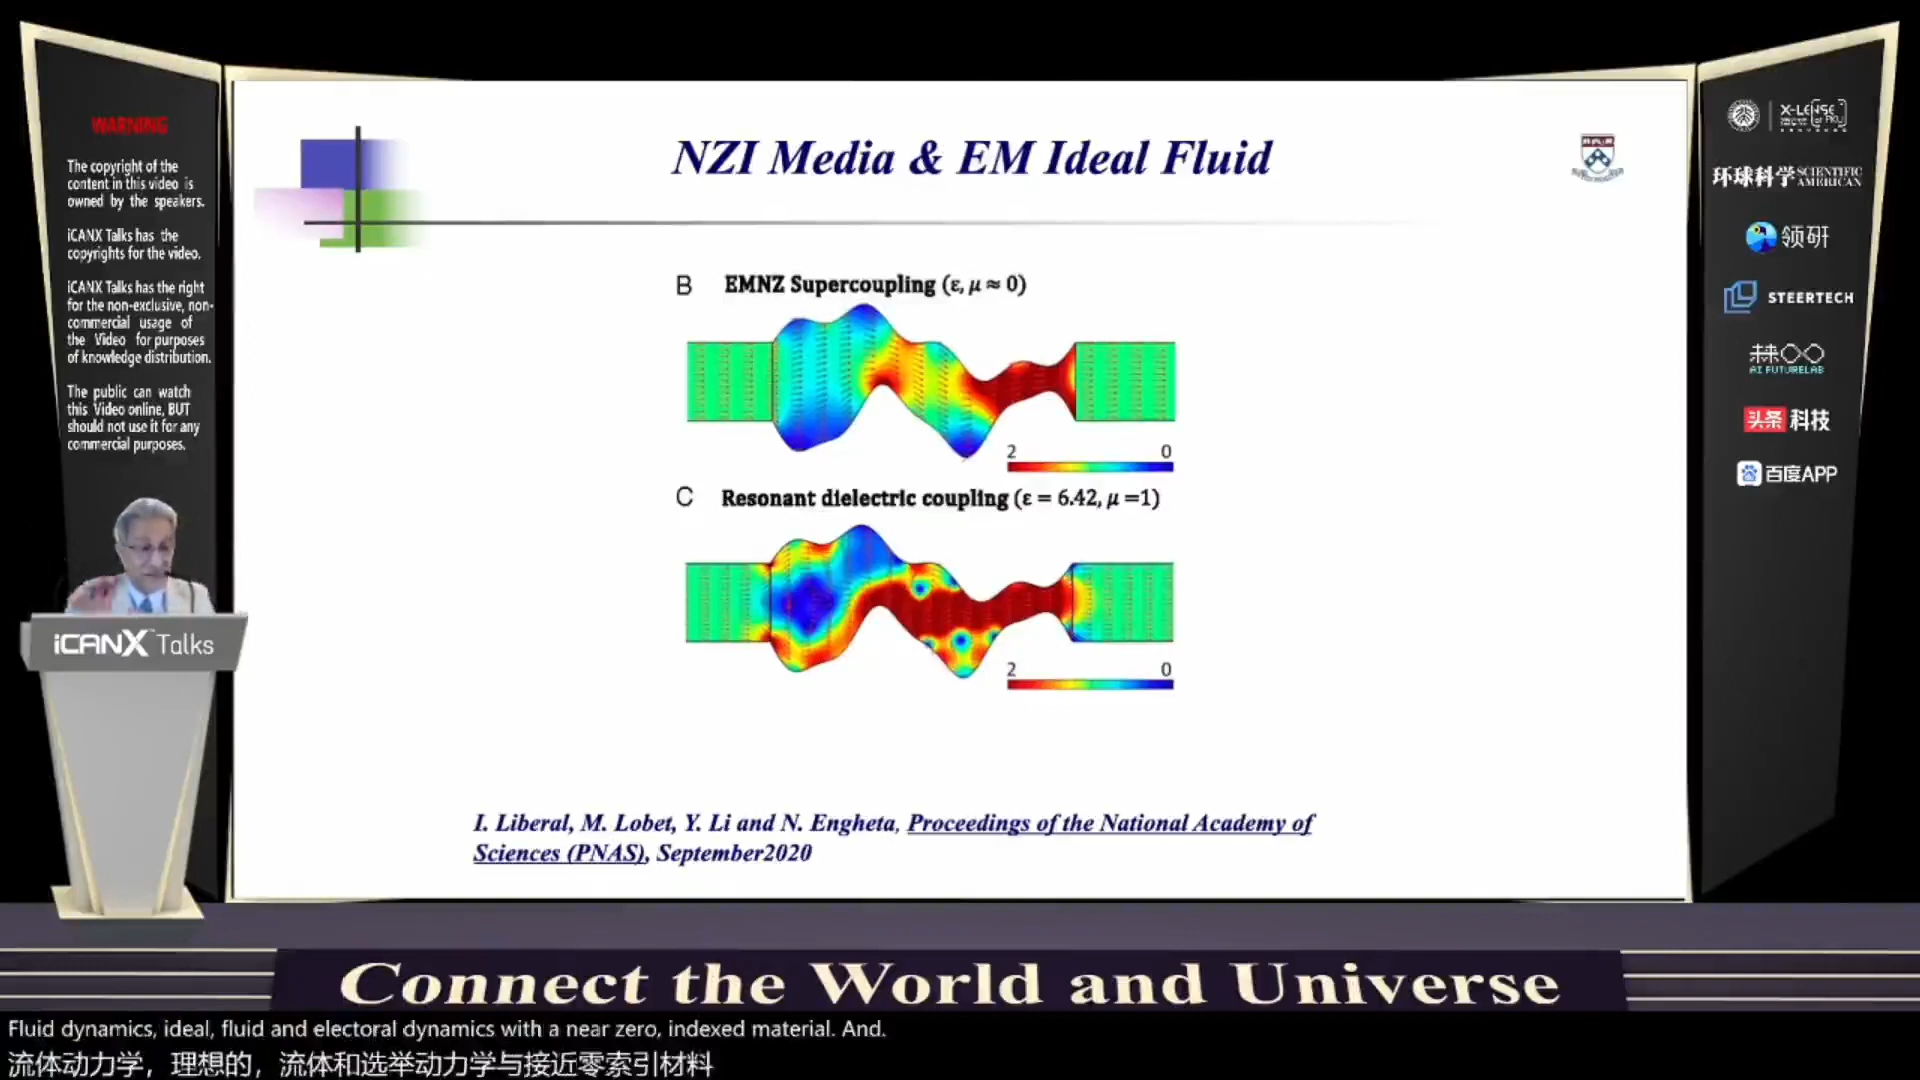 WARNING
The copyright of the
content in this video is
owned by the speakers.
iCANX Talks has the
copyrights for the video.
iCANX Talks has the right
for the non-exclusive, non-
commercial usage of
the Video for purposes
of knowledge distribution.
The public can watch
this Video online, BUT
should not use it for any
commercial purposes.
iCANX Talks
NZI Media & EM Ideal Fluid
B EMNZ Supercoupling (ε, μ ≈ 0)
2 0
C Resonant dielectric coupling (ε = 6.42, μ =1)
2 0
I. Liberal, M. Lobet, Y. Li and N. Engheta, Proceedings of the National Academy of
Sciences (PNAS), September2020
X-LENSE
环球科学 SCIENTIFIC
AMERICAN
领研
STEERTECH
AI FUTURELAB
头条 科技
百度APP
Connect the World and Universe
Fluid dynamics, ideal, fluid and electoral dynamics with a near zero, indexed material. And.
流体动力学，理想的，流体和选举动力学与接近零索引材料